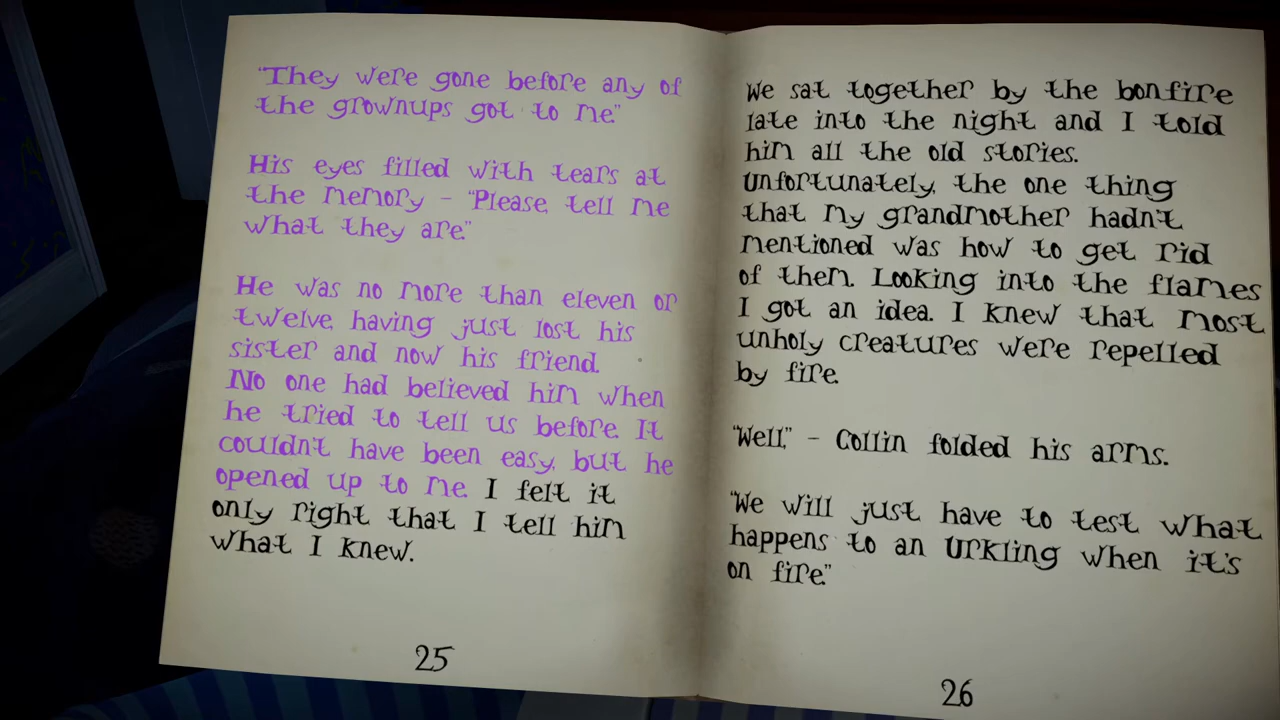 "They were gone before any of
the grownups got to me."
His eyes filled with tears at
the memory - "Please, tell me
what they are."
He was no more than eleven or
twelve, having just lost his
sister and now his friend.
No one had believed him when
he tried to tell us before. It
couldn't have been easy, but he
opened up to me. I felt it
only right that I tell him
what I knew.
25
We sat together by the bonfire
late into the night and I told
him all the old stories.
Unfortunately, the one thing
that my grandmother hadn't
mentioned was how to get rid
of them. Looking into the flames
I got an idea. I knew that most
unholy creatures were repelled
by fire.
"Well," - Collin folded his arms.
"We will just have to test what
happens to an Urkling when it's
on fire."
26